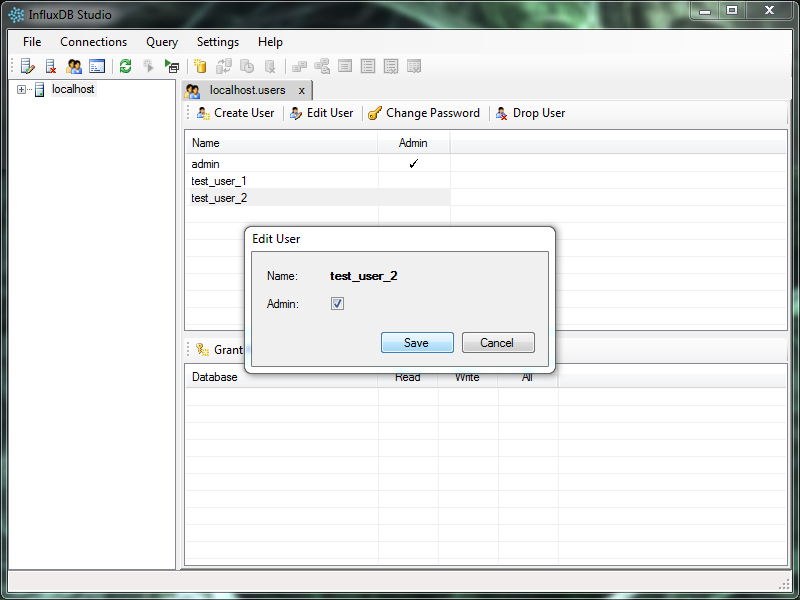 InfluxDB Studio
File Connections Query Settings Help
localhost
localhost.users x
Create User Edit User Change Password Drop User
Name Admin
admin ✓
test_user_1
test_user_2
Edit User
Name: test_user_2
Admin:
Save Cancel
Grant
Database Read Write All